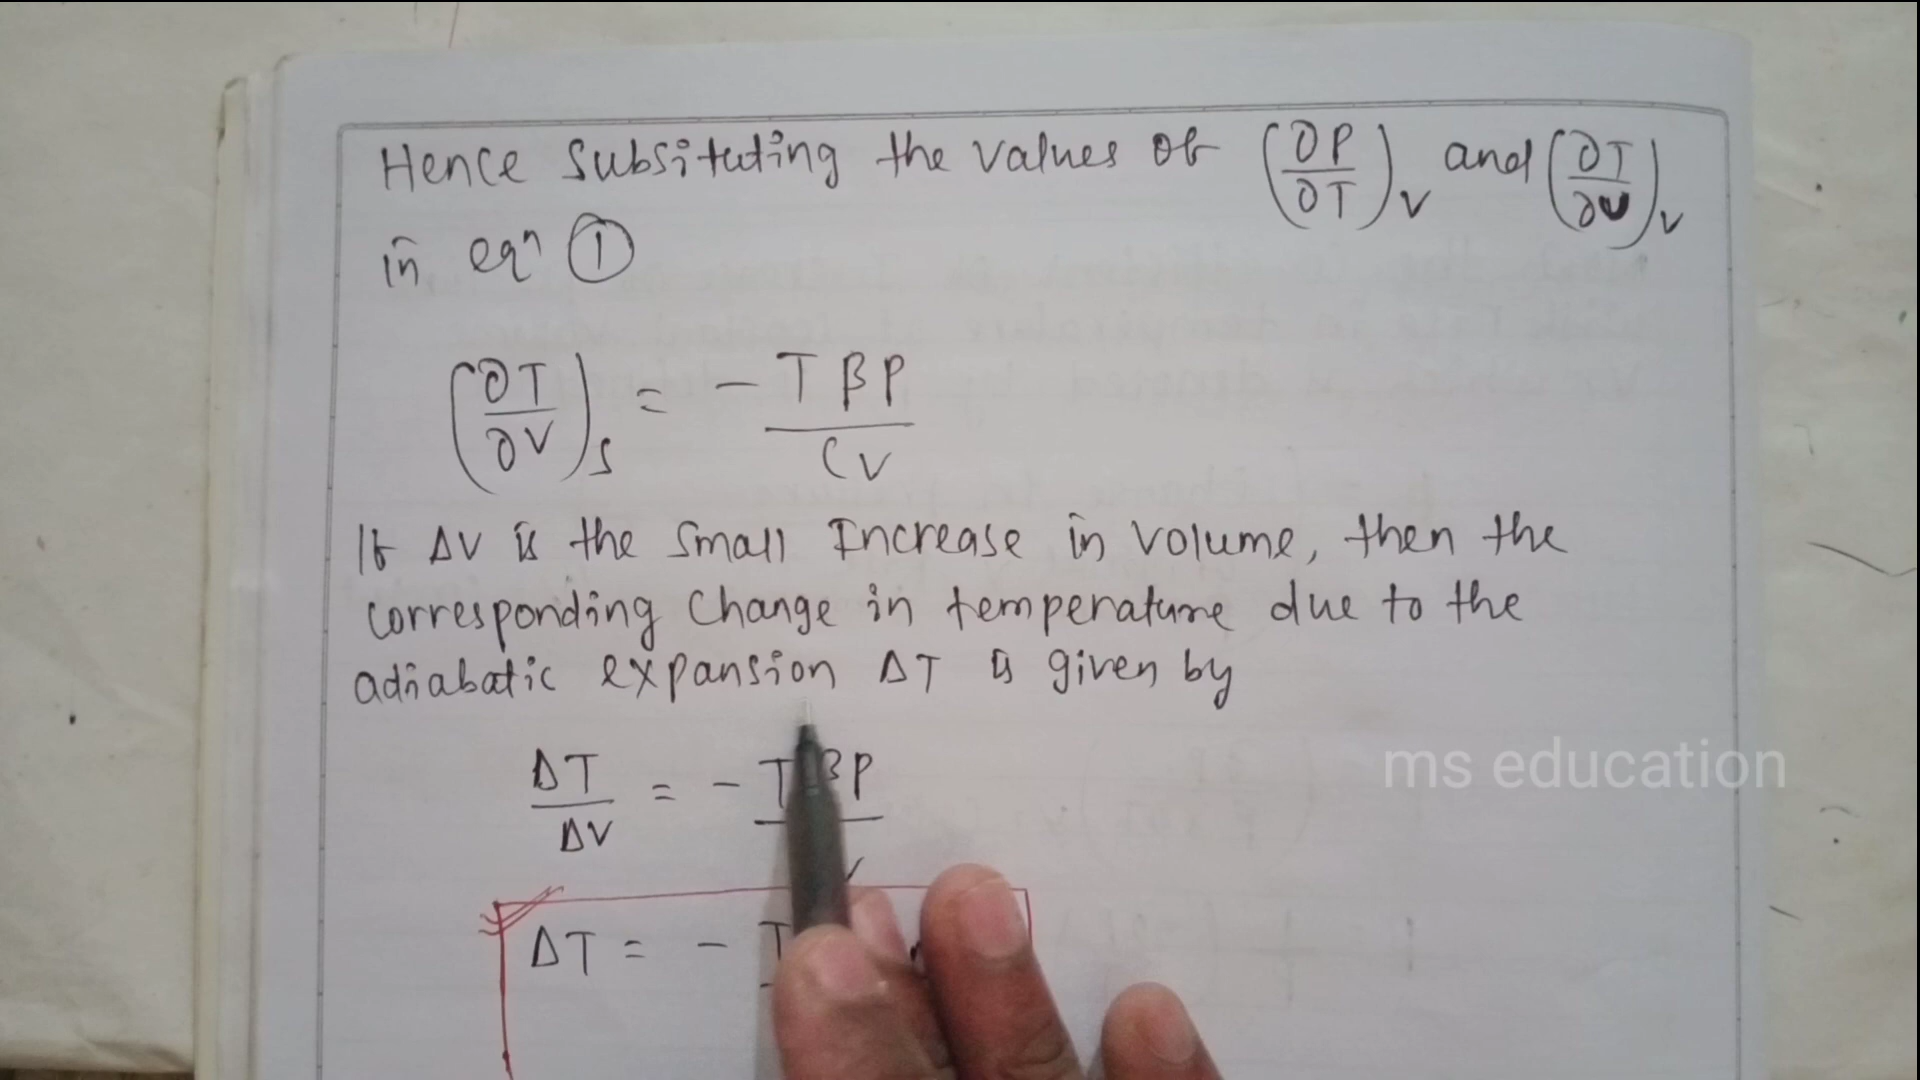 Hence Subsituting the values of (∂P/∂T)V and (∂T/∂U)V
in eqn ①
(∂T/∂V)S = - TβP/CV
If ΔV is the small Increase in volume, then the
corresponding change in temperature due to the
adiabatic expansion ΔT is given by
ΔT/ΔV = - TβP
ΔT = - T
ms education